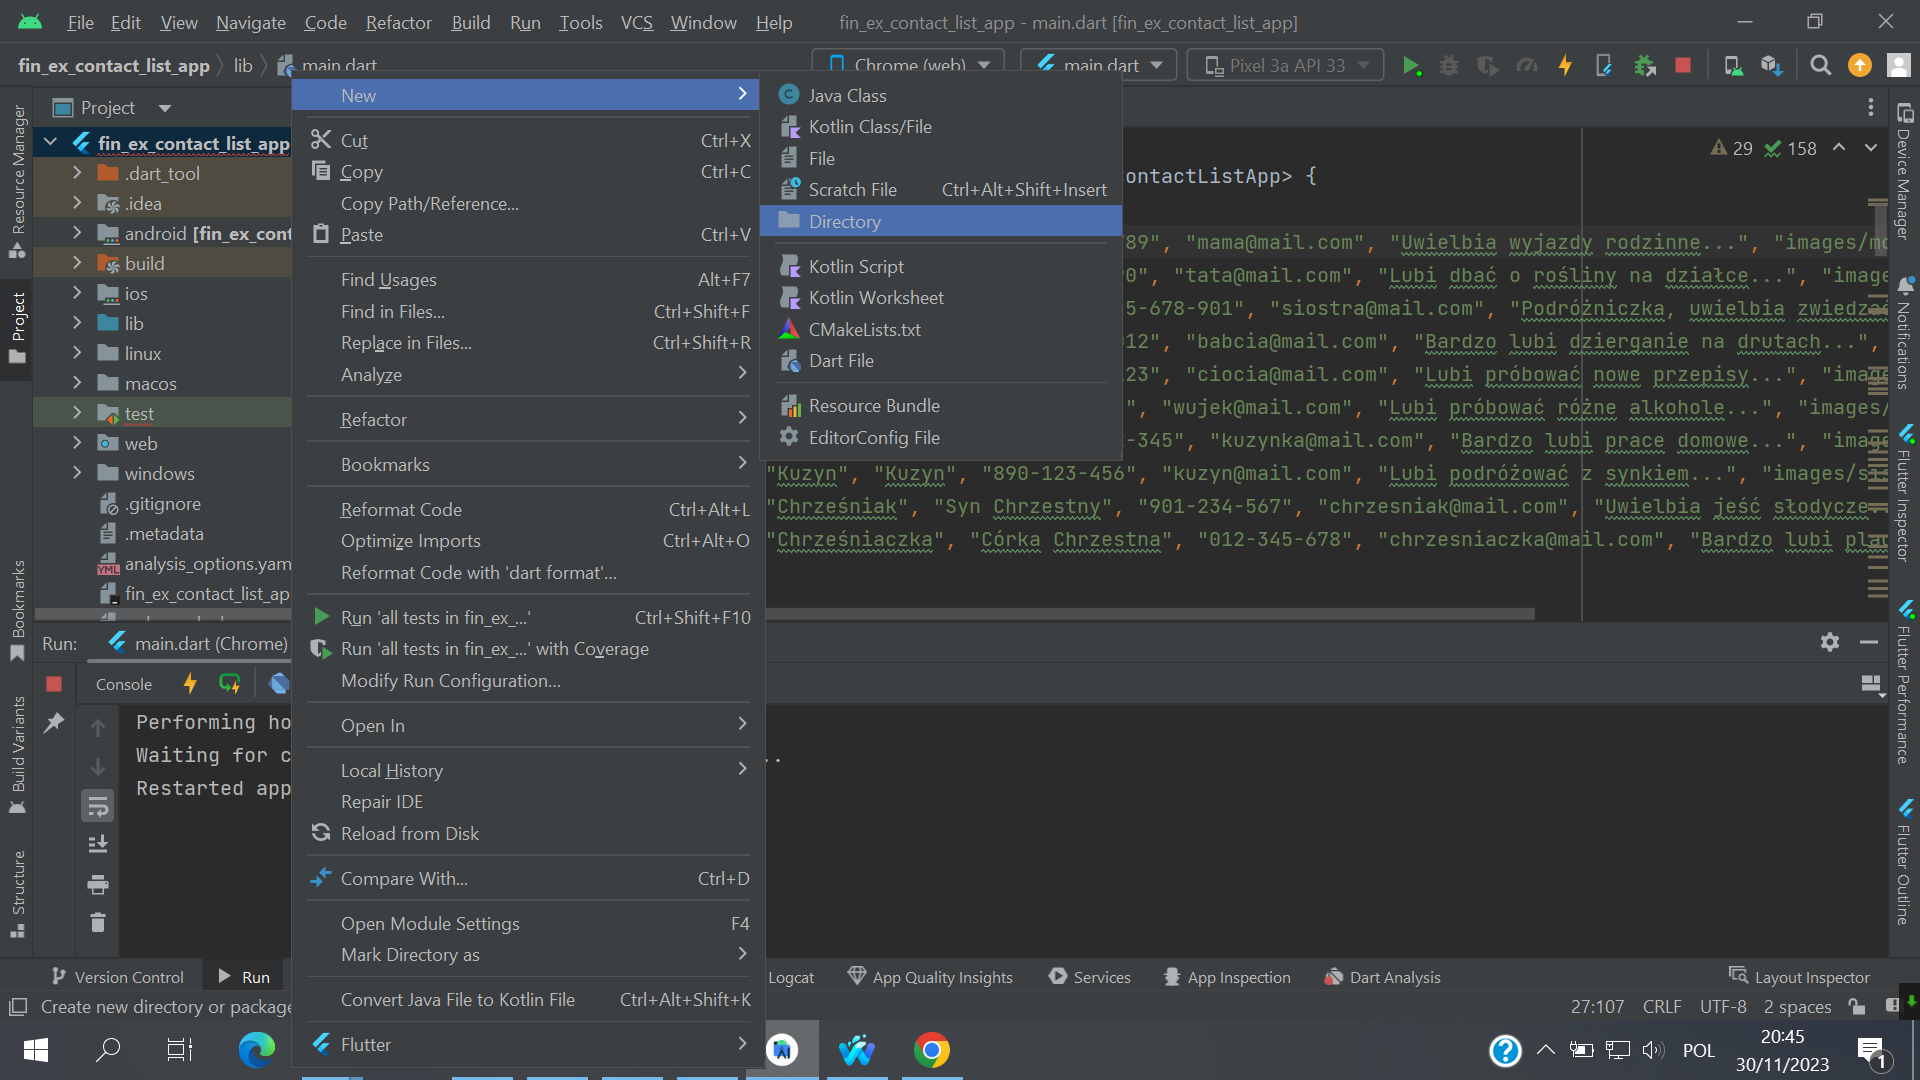 File Edit View Navigate Code Refactor Build Run Tools VCS Window Help fin_ex_contact_list_app - main.dart [fin_ex_contact_list_app]
fin_ex_contact_list_app lib main.dart Chrome (web) main.dart Pixel 3a API 33
Project
fin_ex_contact_list_app
.dart_tool
.idea
android [fin_ex_cont
build
ios
lib
linux
macos
test
web
windows
.gitignore
.metadata
analysis_options.yam
fin_ex_contact_list_ap
Resource Manager
Project
Bookmarks
Build Variants
Structure
New
Cut Ctrl+X
Copy Ctrl+C
Copy Path/Reference...
Paste Ctrl+V
Find Usages Alt+F7
Find in Files... Ctrl+Shift+F
Replace in Files... Ctrl+Shift+R
Analyze
Refactor
Bookmarks
Reformat Code Ctrl+Alt+L
Optimize Imports Ctrl+Alt+O
Reformat Code with 'dart format'...
Run 'all tests in fin_ex_...' Ctrl+Shift+F10
Run 'all tests in fin_ex_...' with Coverage
Modify Run Configuration...
Open In
Local History
Repair IDE
Reload from Disk
Compare With... Ctrl+D
Open Module Settings F4
Mark Directory as
Convert Java File to Kotlin File Ctrl+Alt+Shift+K
Flutter
Java Class
Kotlin Class/File
File
Scratch File Ctrl+Alt+Shift+Insert
Directory
Kotlin Script
Kotlin Worksheet
CMakeLists.txt
Dart File
Resource Bundle
EditorConfig File
29 158
ontactListApp> {
89", "mama@mail.com", "Uwielbia wyjazdy rodzinne...", "images/mo
90", "tata@mail.com", "Lubi dbać o rośliny na działce...", "image
5-678-901", "siostra@mail.com", "Podróżniczka, uwielbia zwiedzać
012", "babcia@mail.com", "Bardzo lubi dzierganie na drutach...",
123", "ciocia@mail.com", "Lubi próbować nowe przepisy...", "imag
", "wujek@mail.com", "Lubi próbować różne alkohole...", "images/
-345", "kuzynka@mail.com", "Bardzo lubi prace domowe...", "imag
"Kuzyn", "Kuzyn", "890-123-456", "kuzyn@mail.com", "Lubi podróżować z synkiem...", "images/sis
"Chrześniak", "Syn Chrzestny", "901-234-567", "chrzesniak@mail.com", "Uwielbia jeść słodycze.
"Chrześniaczka", "Córka Chrzestna", "012-345-678", "chrzesniaczka@mail.com", "Bardzo lubi pla
Device Manager
Notifications
Flutter Inspector
Flutter Performance
Flutter Outline
Run: main.dart (Chrome)
Console
Performing ho
Waiting for c ..
Restarted app
Version Control Run Logcat App Quality Insights Services App Inspection Dart Analysis Layout Inspector
Create new directory or package 27:107 CRLF UTF-8 2 spaces
POL 20:45
30/11/2023
1